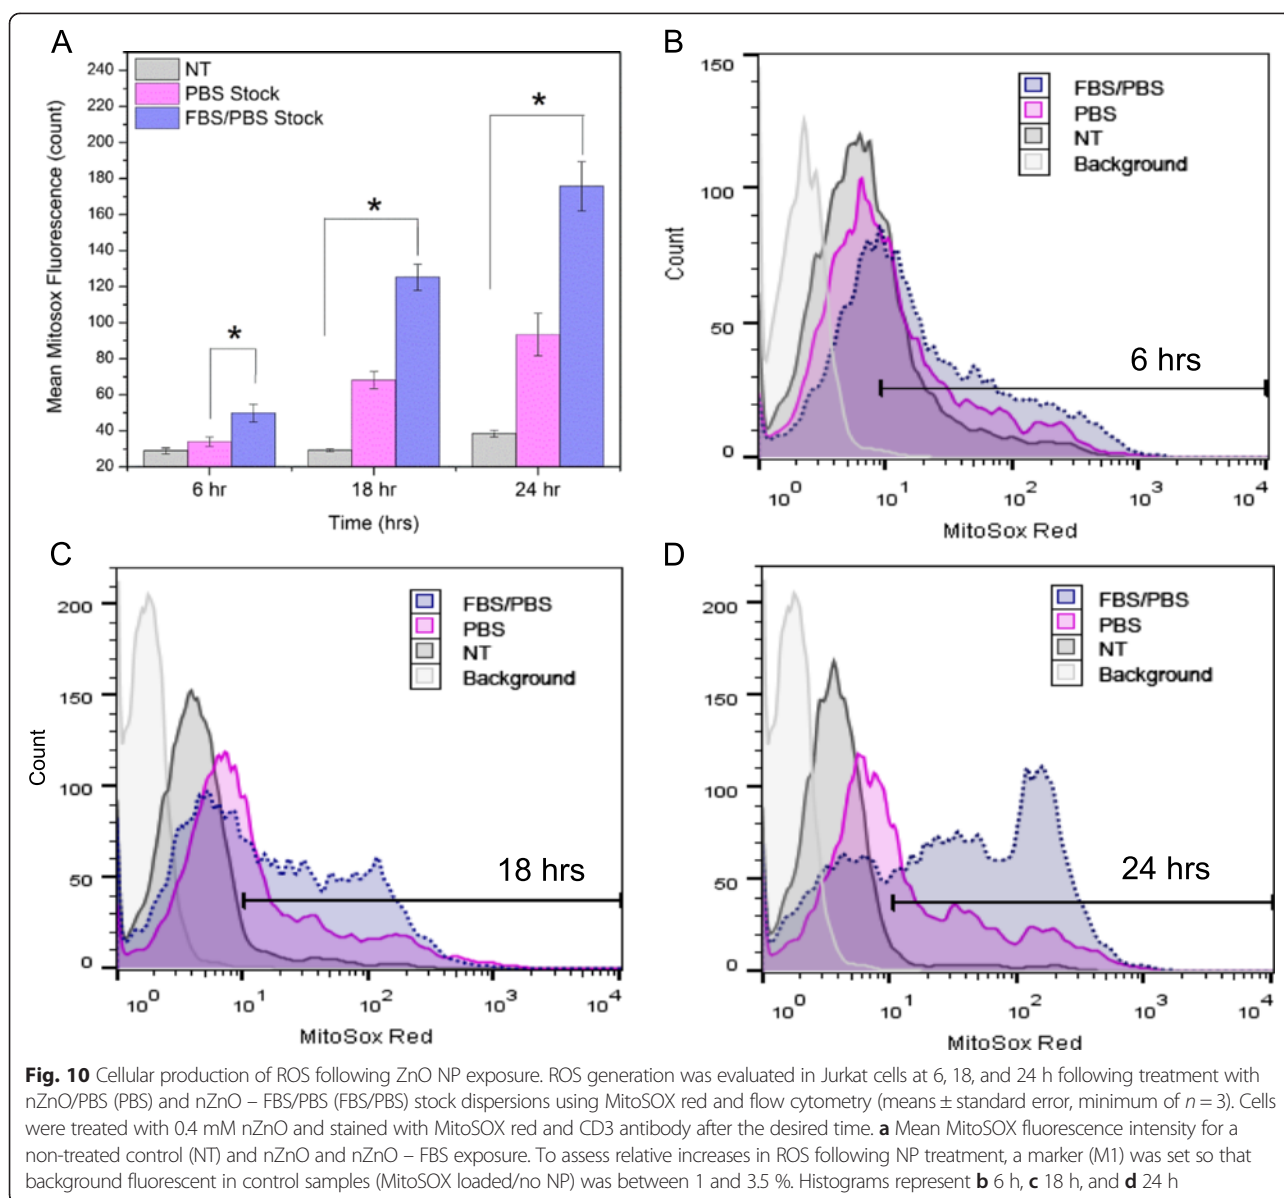 A
240
220
200
180
160
140
120
100
80
60
40
20
Mean Mitosox Fluorescence (count)
NT
PBS Stock
FBS/PBS Stock
*
*
*
6 hr
18 hr
24 hr
Time (hrs)
B
150
100
50
0
Count
FBS/PBS
PBS
NT
Background
6 hrs
10^0
10^1
10^2
10^3
10^4
MitoSox Red
C
200
150
100
50
0
Count
FBS/PBS
PBS
NT
Background
18 hrs
10^0
10^1
10^2
10^3
10^4
MitoSox Red
D
200
150
100
50
0
FBS/PBS
PBS
NT
Background
24 hrs
10^0
10^1
10^2
10^3
10^4
MitoSox Red
Fig. 10 Cellular production of ROS following ZnO NP exposure. ROS generation was evaluated in Jurkat cells at 6, 18, and 24 h following treatment with
nZnO/PBS (PBS) and nZnO – FBS/PBS (FBS/PBS) stock dispersions using MitoSOX red and flow cytometry (means ± standard error, minimum of n = 3). Cells
were treated with 0.4 mM nZnO and stained with MitoSOX red and CD3 antibody after the desired time. a Mean MitoSOX fluorescence intensity for a
non-treated control (NT) and nZnO and nZnO – FBS exposure. To assess relative increases in ROS following NP treatment, a marker (M1) was set so that
background fluorescent in control samples (MitoSOX loaded/no NP) was between 1 and 3.5 %. Histograms represent b 6 h, c 18 h, and d 24 h